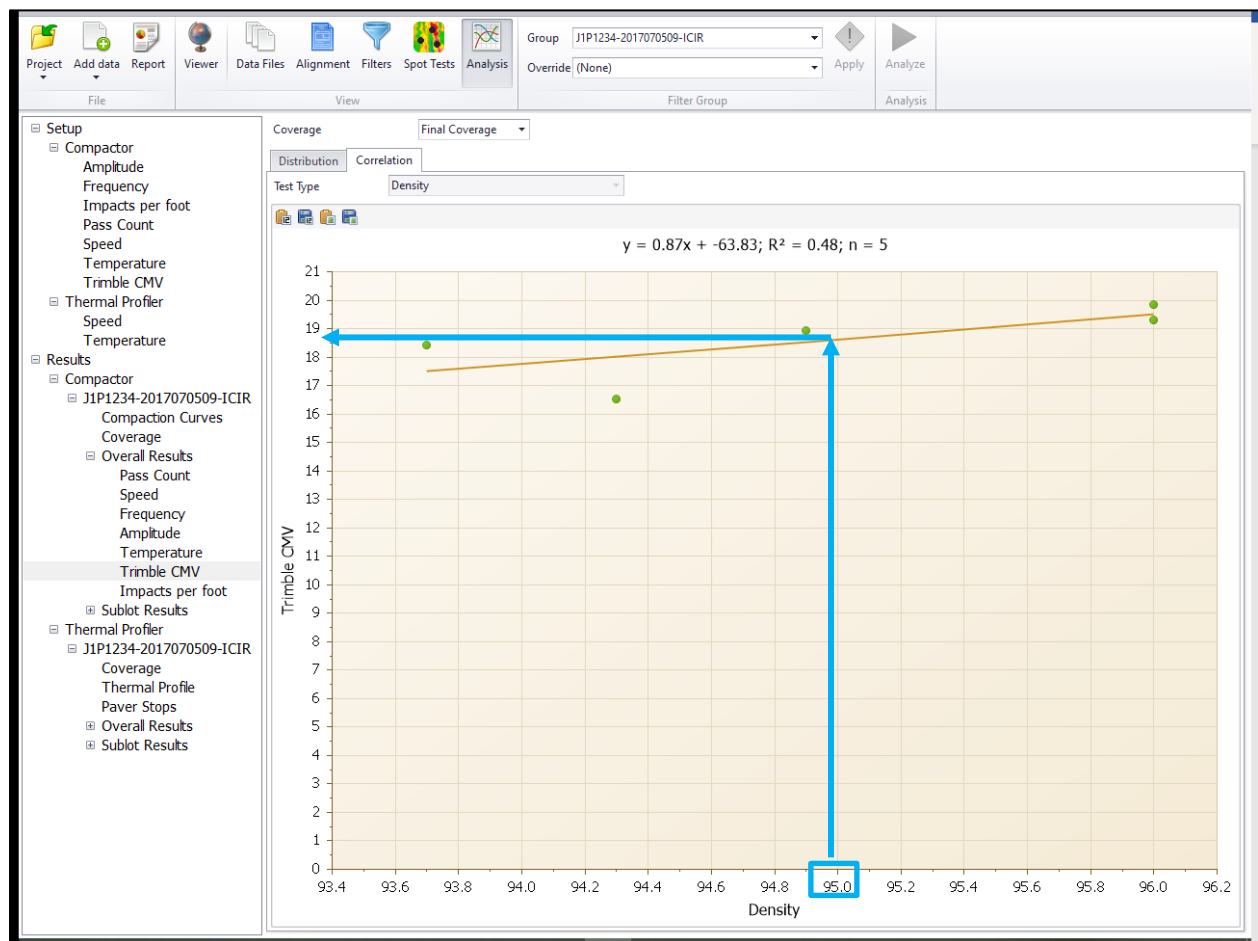 Project Add data Report Viewer Data Files Alignment Filters Spot Tests Analysis
Group J1P1234-2017070509-ICIR
Override (None)
Apply Analyze
File View Filter Group Analysis
Setup
Compactor
Amplitude
Frequency
Impacts per foot
Pass Count
Speed
Temperature
Trimble CMV
Thermal Profiler
Speed
Temperature
Results
Compactor
J1P1234-2017070509-ICIR
Compaction Curves
Coverage
Overall Results
Pass Count
Speed
Frequency
Amplitude
Temperature
Trimble CMV
Impacts per foot
Sublot Results
Thermal Profiler
J1P1234-2017070509-ICIR
Coverage
Thermal Profile
Paver Stops
Overall Results
Sublot Results
Coverage Final Coverage
Distribution Correlation
Test Type Density
y = 0.87x + -63.83; R² = 0.48; n = 5
21
20
19
18
17
16
15
14
13
12
11
10
9
8
7
6
5
4
3
2
1
0
Trimble CMV
93.4 93.6 93.8 94.0 94.2 94.4 94.6 94.8 95.0 95.2 95.4 95.6 95.8 96.0 96.2
Density